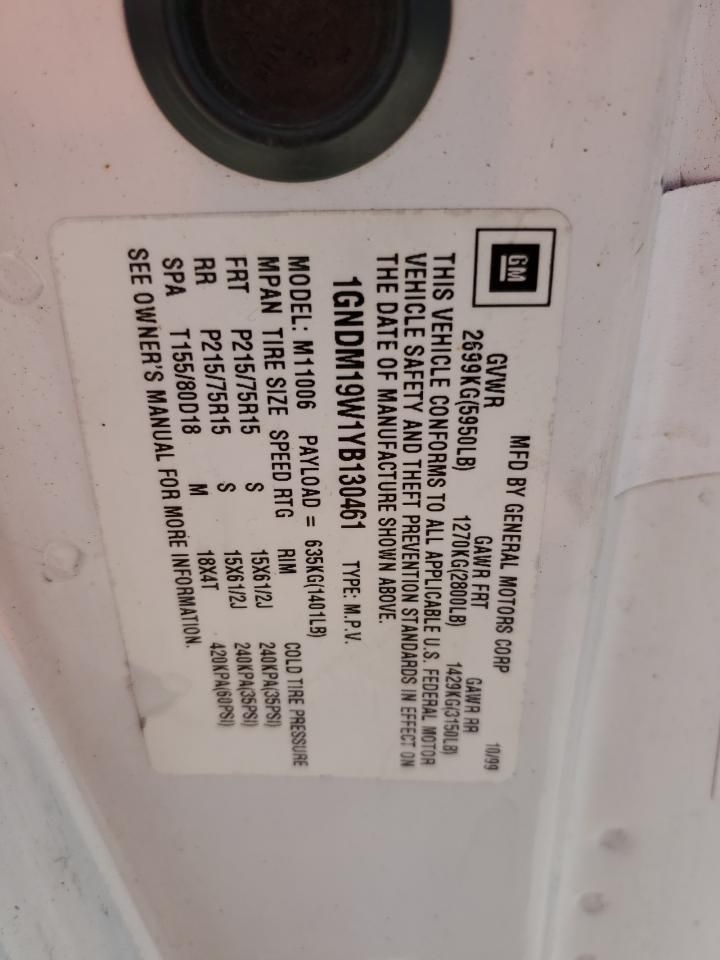 GM
MFD BY GENERAL MOTORS CORP 10/99
GVWR GAWR FRT GAWR RR
2699KG(5950LB) 1270KG(2800LB) 1429KG(3150LB)
THIS VEHICLE CONFORMS TO ALL APPLICABLE U.S. FEDERAL MOTOR
VEHICLE SAFETY AND THEFT PREVENTION STANDARDS IN EFFECT ON
THE DATE OF MANUFACTURE SHOWN ABOVE.
1GNDM19W1YB130461 TYPE: M.P.V.
MODEL: M11006 PAYLOAD = 635KG(1401LB)
MPAN TIRE SIZE SPEED RTG RIM COLD TIRE PRESSURE
FRT P215/75R15 S 15X61/2J 240KPA(35PSI)
RR P215/75R15 S 15X61/2J 240KPA(35PSI)
SPA T155/80D18 M 18X4T 420KPA(60PSI)
SEE OWNER'S MANUAL FOR MORE INFORMATION.